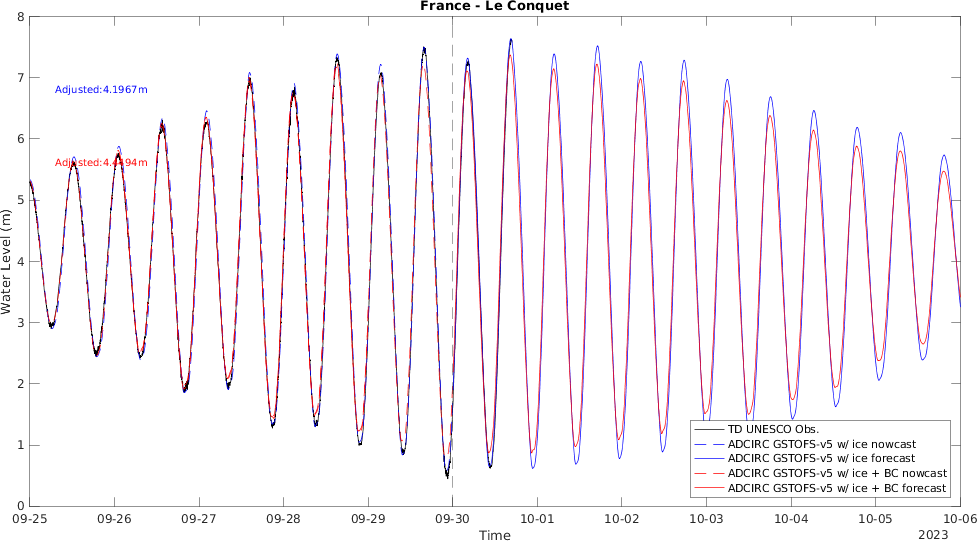 France - Le Conquet
Water Level (m)
8
7
6
5
4
3
2
1
0
Adjusted:4.1967m
Adjusted:4.4494m
TD UNESCO Obs.
ADCIRC GSTOFS-v5 w/ ice nowcast
ADCIRC GSTOFS-v5 w/ ice forecast
ADCIRC GSTOFS-v5 w/ ice + BC nowcast
ADCIRC GSTOFS-v5 w/ ice + BC forecast
09-25 09-26 09-27 09-28 09-29 09-30 10-01 10-02 10-03 10-04 10-05 10-06
Time
2023